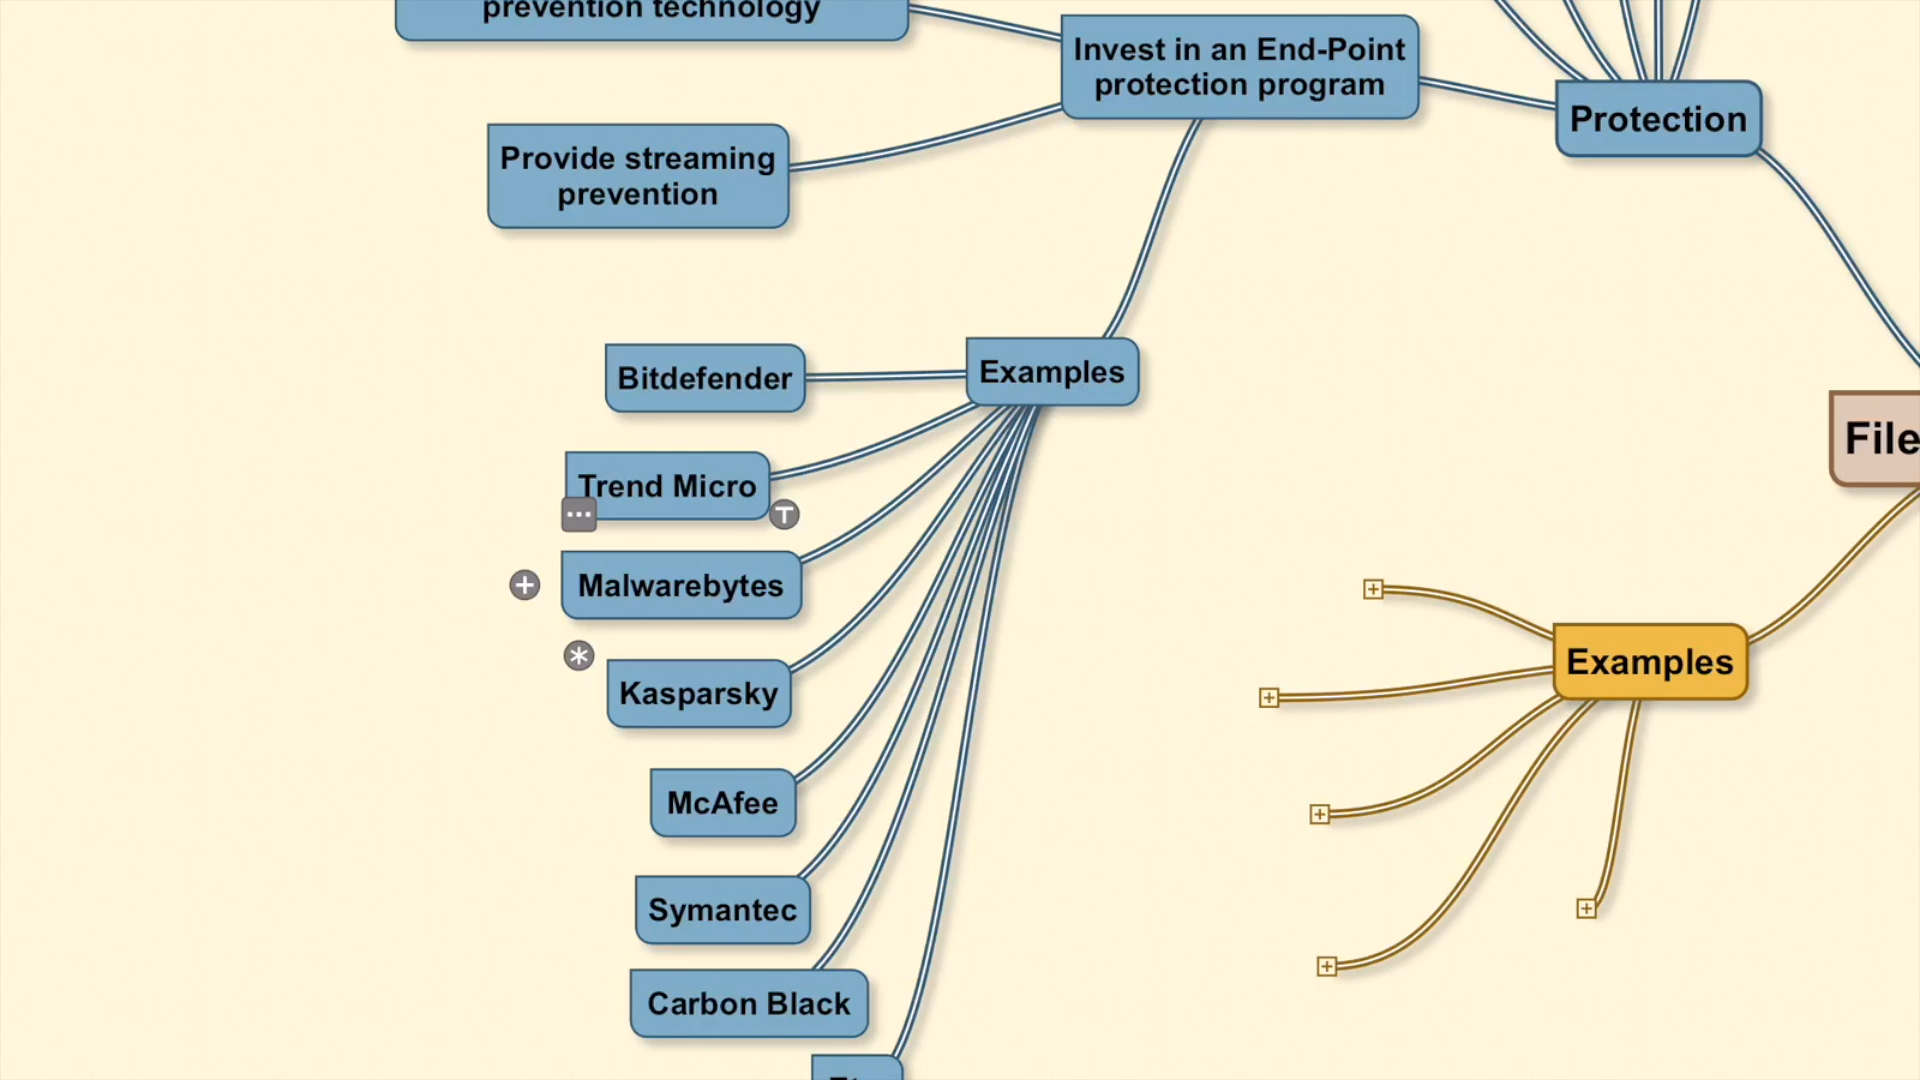 prevention technology
Invest in an End-Point
protection program
Protection
Provide streaming
prevention
Examples
Bitdefender
Trend Micro
Malwarebytes
Kasparsky
McAfee
Symantec
Carbon Black
File
Examples